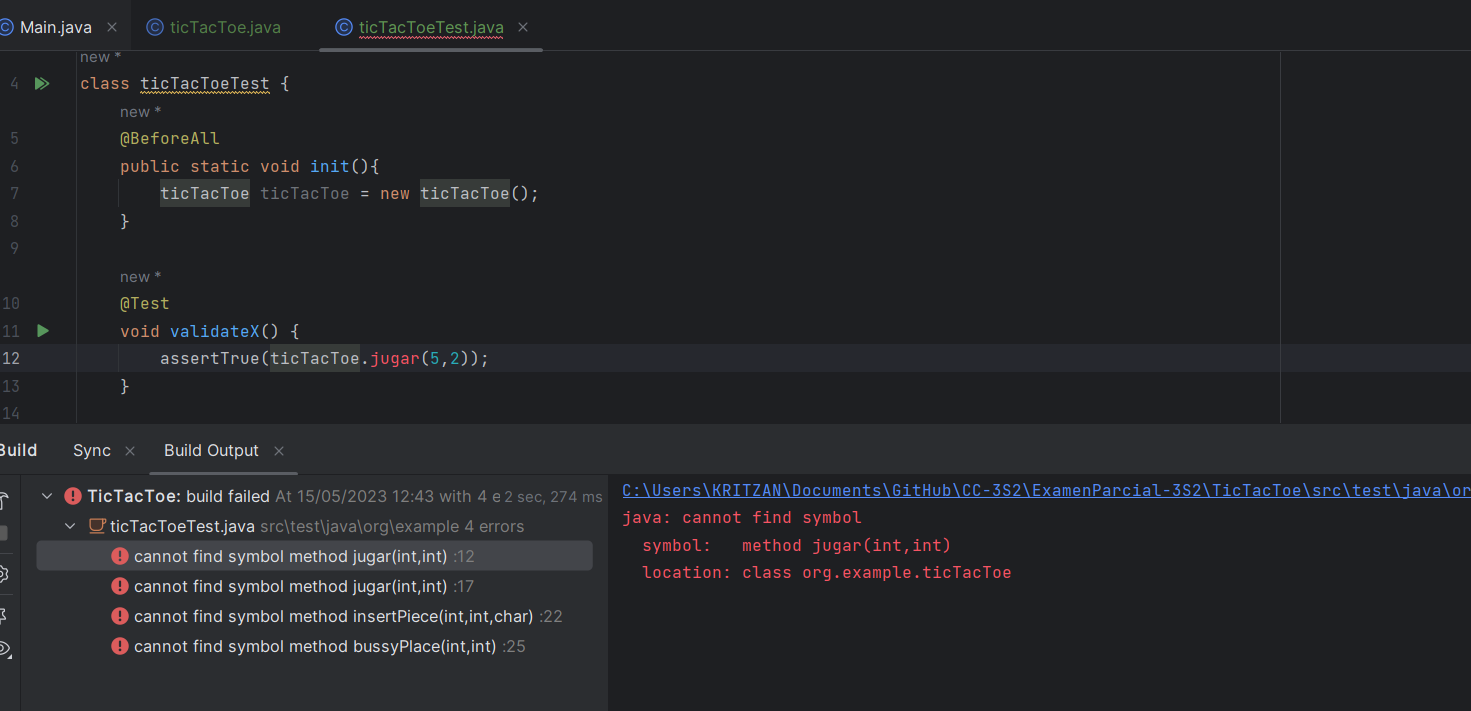 Main.java
ticTacToe.java
ticTacToeTest.java
new *
4 class ticTacToeTest {
new *
5 @BeforeAll
6 public static void init(){
7 ticTacToe ticTacToe = new ticTacToe();
8 }
9
new *
10 @Test
11 void validateX() {
12 assertTrue(ticTacToe.jugar(5,2));
13 }
14
Build Sync Build Output
TicTacToe: build failed At 15/05/2023 12:43 with 4 e 2 sec, 274 ms
ticTacToeTest.java src\test\java\org\example 4 errors
cannot find symbol method jugar(int,int) :12
cannot find symbol method jugar(int,int) :17
cannot find symbol method insertPiece(int,int,char) :22
cannot find symbol method bussyPlace(int,int) :25
C:\Users\KRITZAN\Documents\GitHub\CC-3S2\ExamenParcial-3S2\TicTacToe\src\test\java\or
java: cannot find symbol
symbol: method jugar(int,int)
location: class org.example.ticTacToe